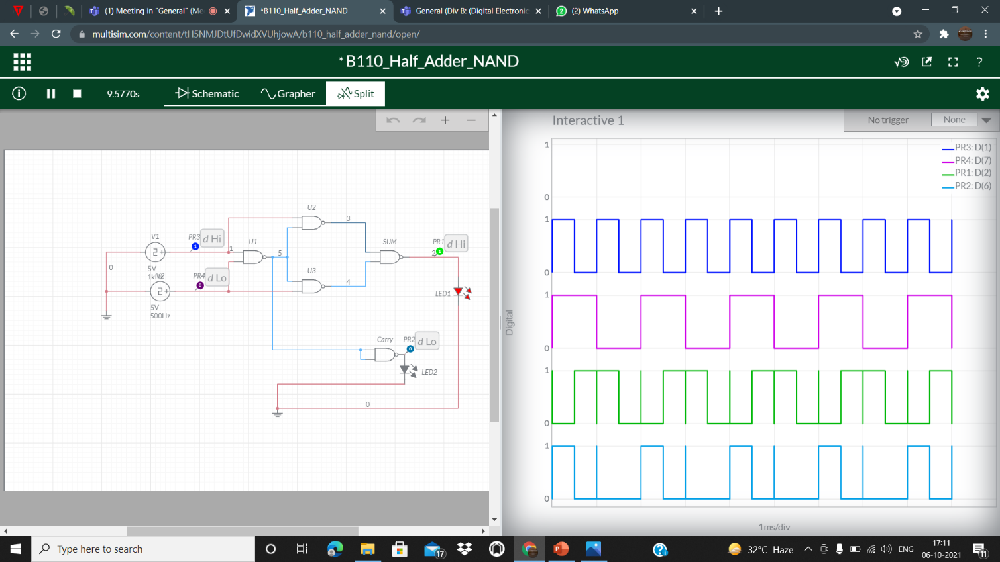 (1) Meeting in "General" (Me
*B110_Half_Adder_NAND
General (Div B: (Digital Electronic
(2) WhatsApp
multisim.com/content/tH5NMJDtUfDwidXVUhjowA/b110_half_adder_nand/open/
*B110_Half_Adder_NAND
9.5770s
Schematic
Grapher
Split
Interactive 1
No trigger
None
PR3: D(1)
PR4: D(7)
PR1: D(2)
PR2: D(6)
1
0
1
0
1
0
1
0
1
0
Digital
1ms/div
U2
3
V1
PR3
d Hi
1
U1
5
SUM
PR1
d Hi
2
0
5V
1kHz
PR4
d Lo
U3
4
LED1
5V
500Hz
Carry
PR2
d Lo
LED2
0
Type here to search
17
32°C Haze
ENG
17:11
06-10-2021
11